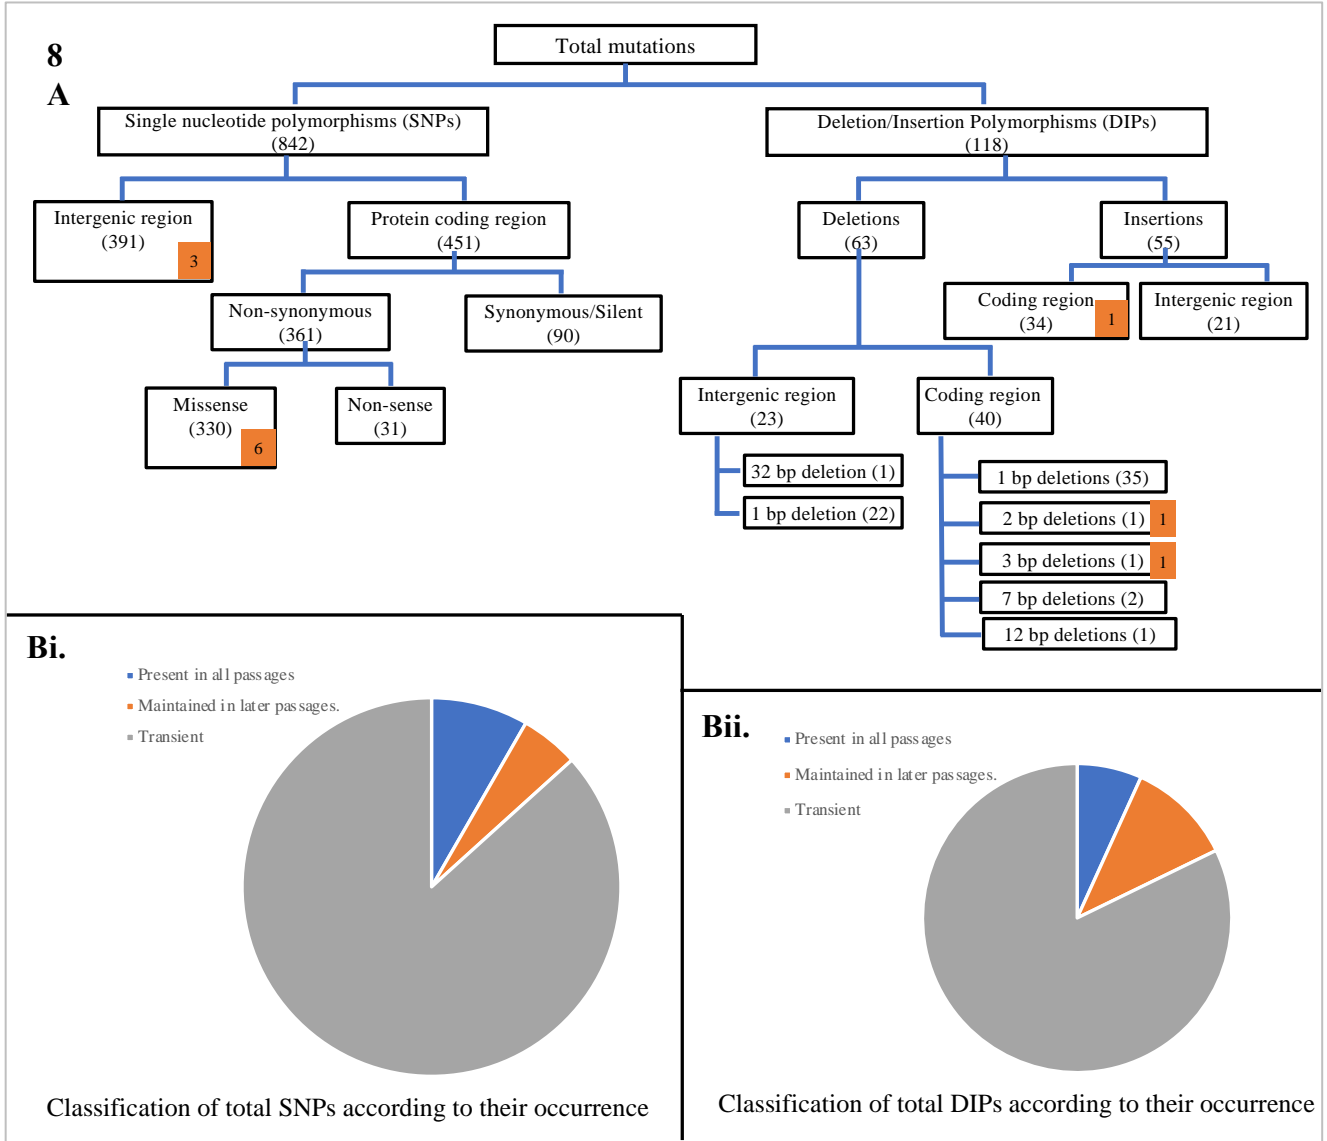 8
A
Total mutations
Single nucleotide polymorphisms (SNPs)
(842)
Deletion/Insertion Polymorphisms (DIPs)
(118)
Intergenic region
(391)
3
Protein coding region
(451)
Deletions
(63)
Insertions
(55)
Non-synonymous
(361)
Synonymous/Silent
(90)
Coding region
(34)
1
Intergenic region
(21)
Missense
(330)
6
Non-sense
(31)
Intergenic region
(23)
Coding region
(40)
32 bp deletion (1)
1 bp deletion (22)
1 bp deletions (35)
2 bp deletions (1)
1
3 bp deletions (1)
1
7 bp deletions (2)
12 bp deletions (1)
Bi.
Present in all passages
Maintained in later passages.
Transient
Classification of total SNPs according to their occurrence
Bii.
Present in all passages
Maintained in later passages.
Transient
Classification of total DIPs according to their occurrence